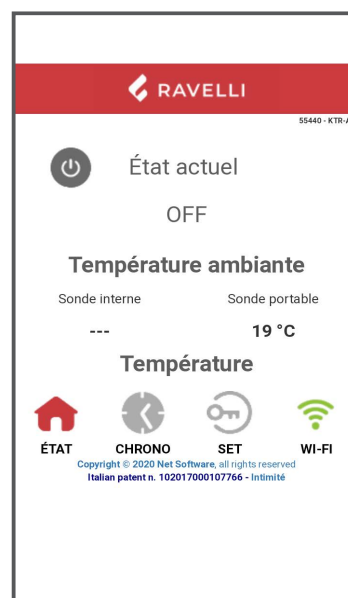 RAVELLI
55440 - KTR-A
État actuel
OFF
Température ambiante
Sonde interne Sonde portable
--- 19 °C
Température
ÉTAT CHRONO SET WI-FI
Copyright © 2020 Net Software, all rights reserved
Italian patent n. 102017000107766 - Intimité